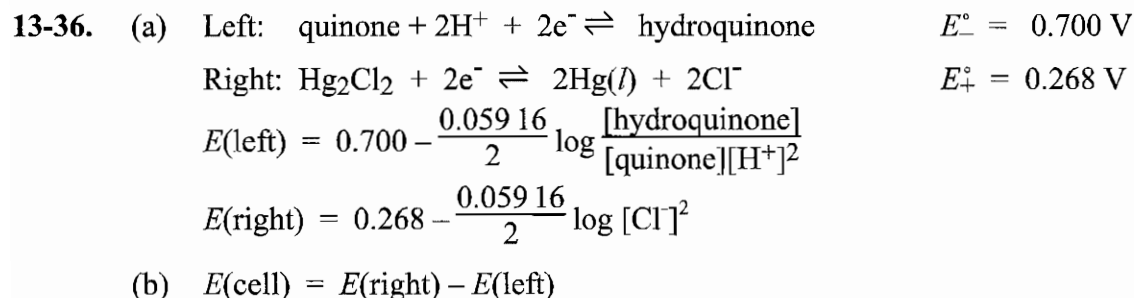 13-36. (a) Left: quinone + 2H⁺ + 2e⁻ ⇌ hydroquinone E°₋ = 0.700 V
Right: Hg₂Cl₂ + 2e⁻ ⇌ 2Hg(l) + 2Cl⁻ E°₊ = 0.268 V
E(left) = 0.700 – 0.059 16/2 log [hydroquinone]/[quinone][H⁺]²
E(right) = 0.268 – 0.059 16/2 log [Cl⁻]²
(b) E(cell) = E(right) – E(left)